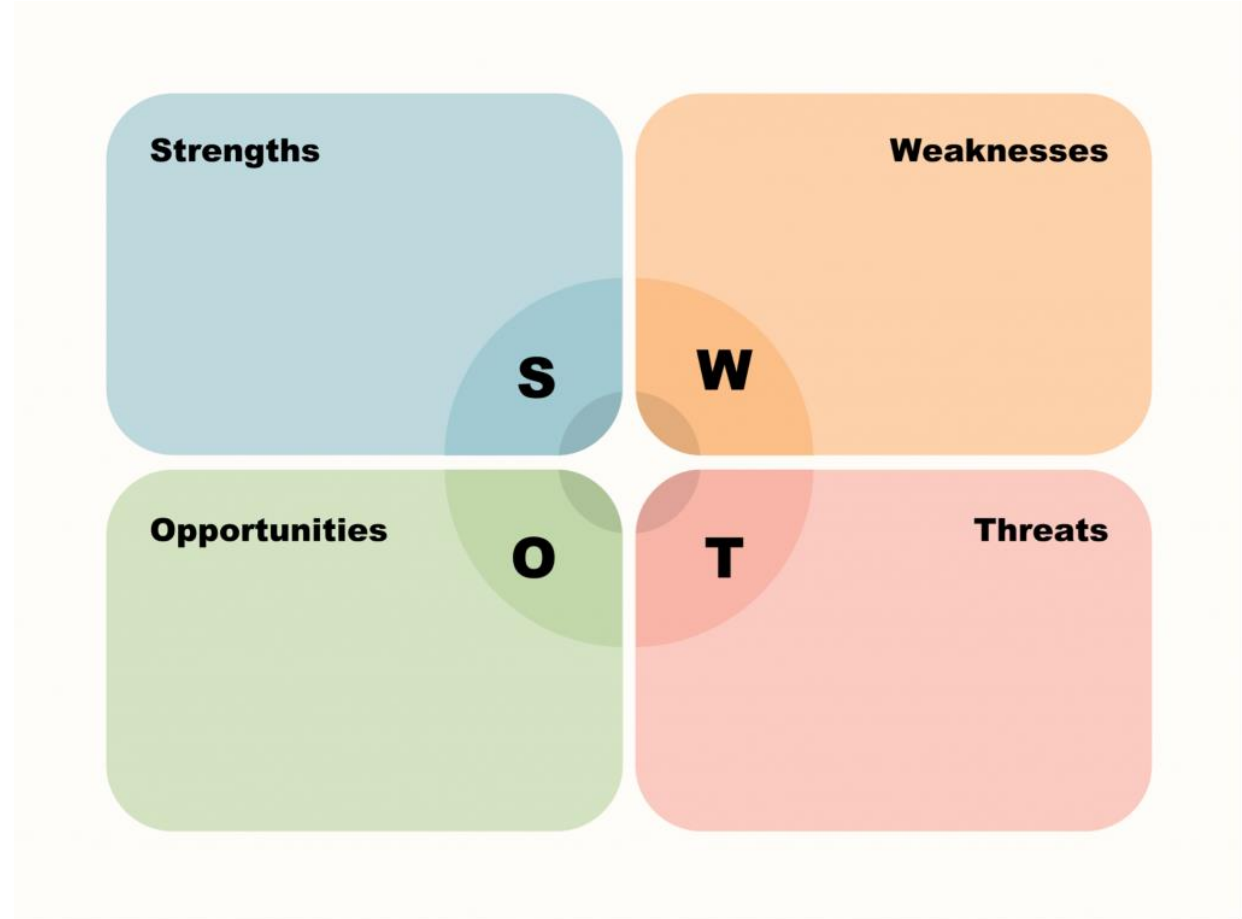 Strengths
Weaknesses
S
W
Opportunities
Threats
O
T